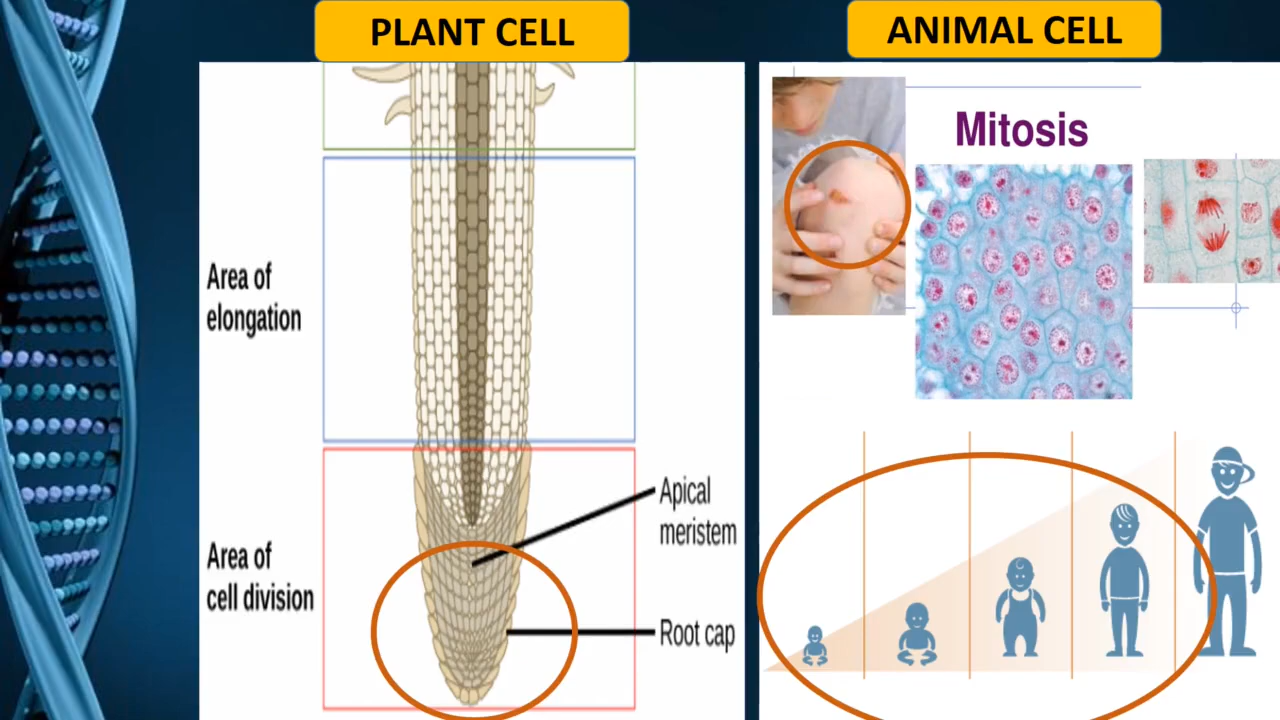 PLANT CELL
ANIMAL CELL
Area of
elongation
Area of
cell division
Apical
meristem
Root cap
Mitosis